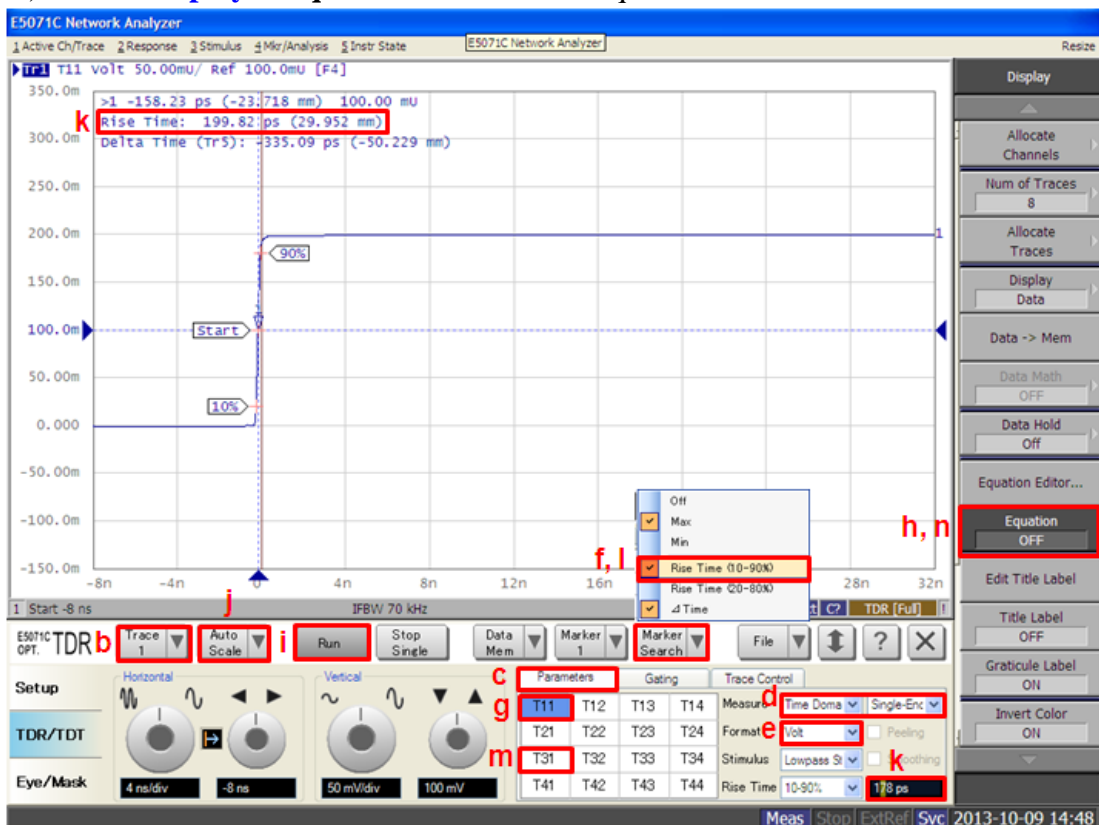 E5071C Network Analyzer
1 Active Ch/Trace 2 Response 3 Stimulus 4 Mkr/Analysis 5 Instr State
E5071C Network Analyzer
Resize
Tr1 T11 Volt 50.00mU/ Ref 100.0mU [F4]
350.0m
300.0m
250.0m
200.0m
150.0m
100.0m
50.00m
0.000
-50.00m
-100.0m
-150.0m
>1 -158.23 ps (-23.718 mm) 100.00 mU
k Rise Time: 199.82 ps (29.952 mm)
Delta Time (Tr5): -335.09 ps (-50.229 mm)
1
90%
Start
10%
-8n -4n 0 4n 8n 12n 16n 28n 32n
f, l
Off
Max
Min
Rise Time (10-90%)
Rise Time (20-80%)
⊿Time
1 Start -8 ns
IFBW 70 kHz
C? TDR [Full] !
Display
Allocate
Channels
Num of Traces
8
Allocate
Traces
Display
Data
Data -> Mem
Data Math
OFF
Data Hold
Off
Equation Editor...
h, n
Equation
OFF
Edit Title Label
Title Label
OFF
Graticule Label
ON
Invert Color
ON
j
E5071C
OPT. TDR
b
Trace
1
Auto
Scale
i
Run
Stop
Single
Data
Mem
Marker
1
Marker
Search
File
?
Setup
TDR/TDT
Eye/Mask
Horizontal
4 ns/div
-8 ns
Vertical
50 mV/div
100 mV
c Parameters Gating Trace Control
g T11 T12 T13 T14
T21 T22 T23 T24
m T31 T32 T33 T34
T41 T42 T43 T44
Measure d Time Doma Single-Enc
Format e Volt Peeling
Stimulus Lowpass St
k
Rise Time 10-90% 178 ps
Meas Stop ExtRef Svc 2013-10-09 14:48